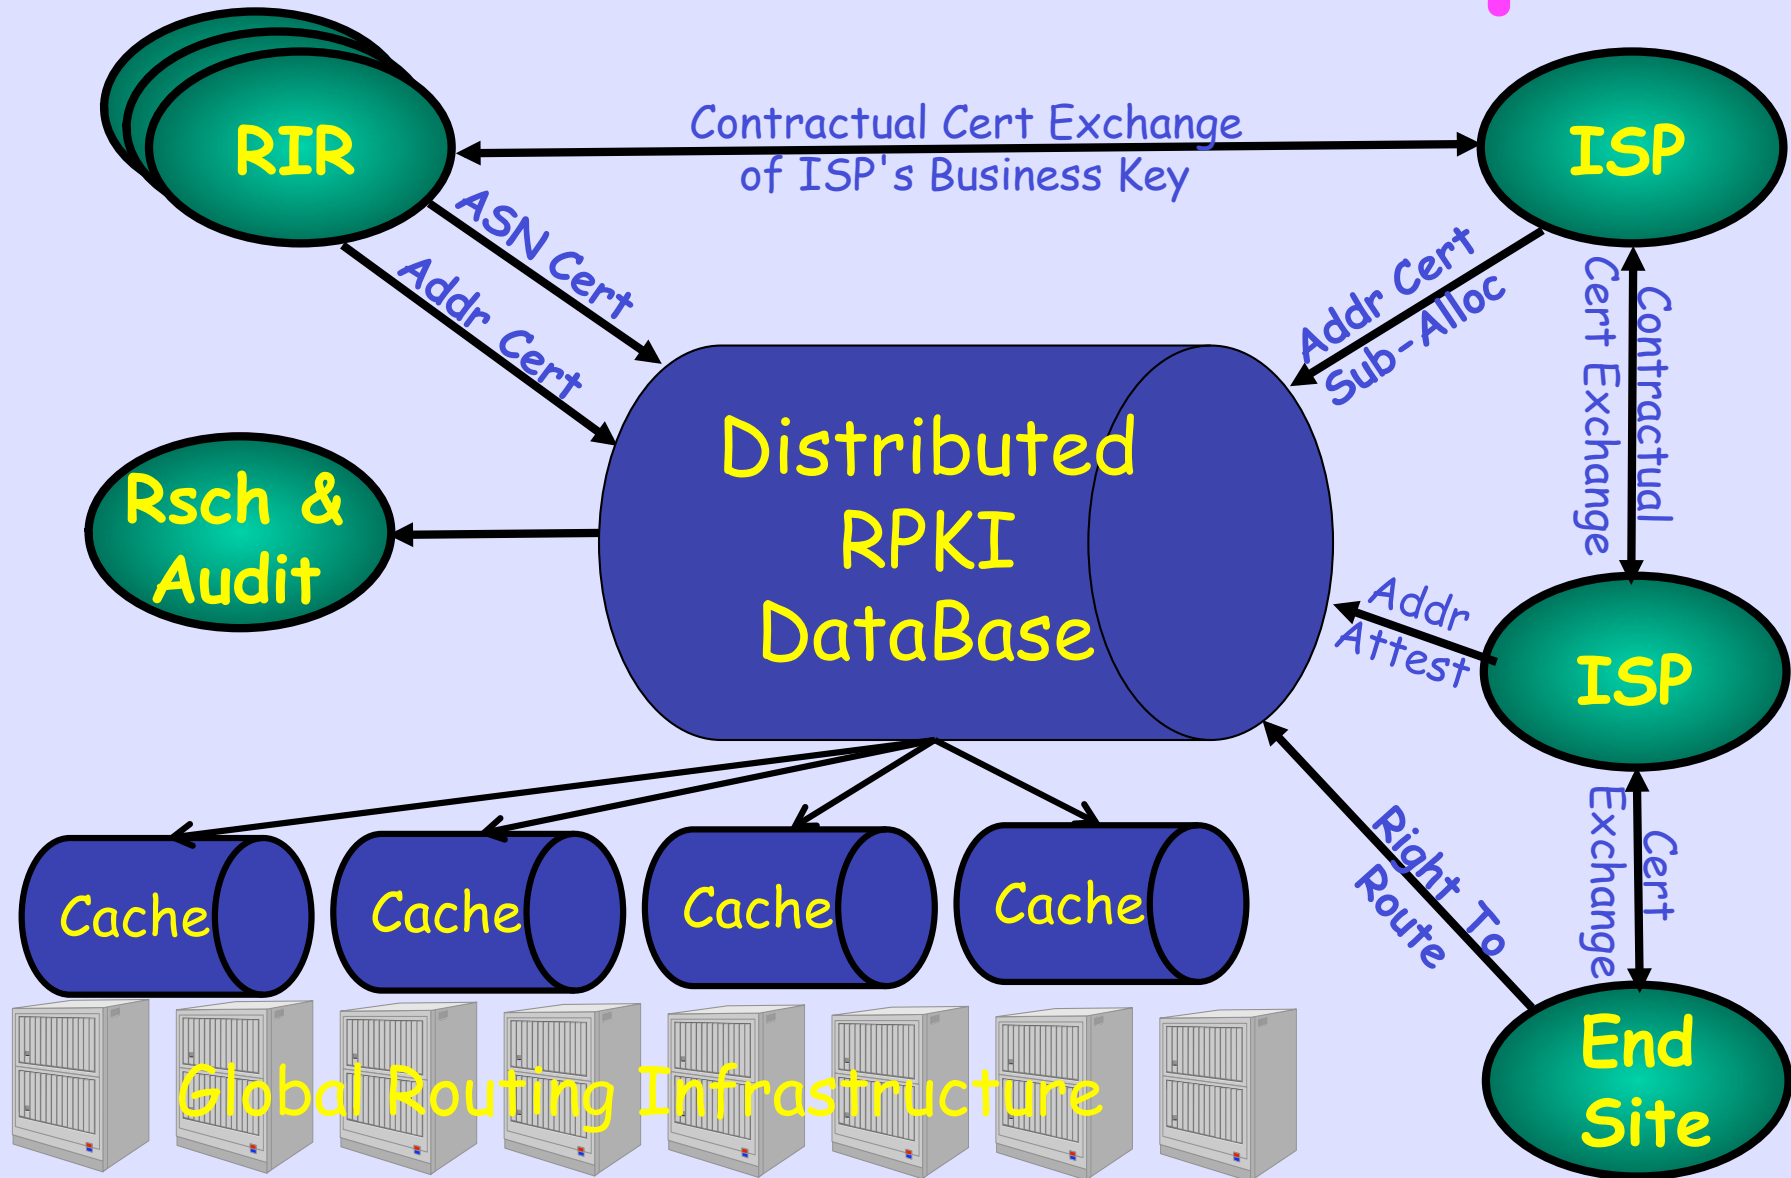 RIR
Contractual Cert Exchange
of ISP's Business Key
ISP
ASN Cert
Addr Cert
Addr Cert
Sub-Alloc
Contractual
Cert Exchange
Distributed
RPKI
DataBase
Rsch &
Audit
Addr
Attest
ISP
Right To
Route
Cert
Exchange
Cache
Cache
Cache
Cache
Global Routing Infrastructure
End
Site